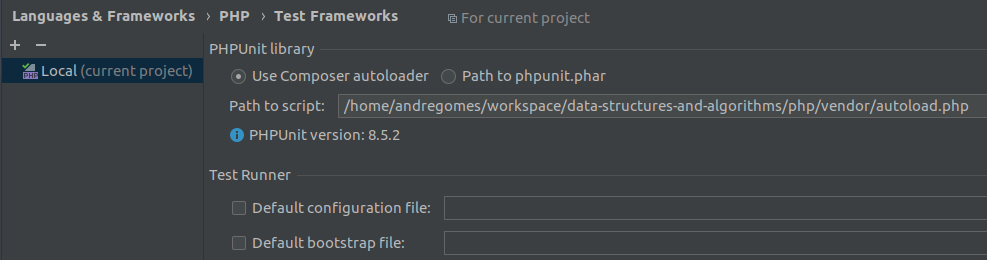 Languages & Frameworks › PHP › Test Frameworks For current project
+ −
PHPUnit library
PHP Local (current project)
Use Composer autoloader Path to phpunit.phar
Path to script: /home/andregomes/workspace/data-structures-and-algorithms/php/vendor/autoload.php
PHPUnit version: 8.5.2
Test Runner
Default configuration file:
Default bootstrap file: